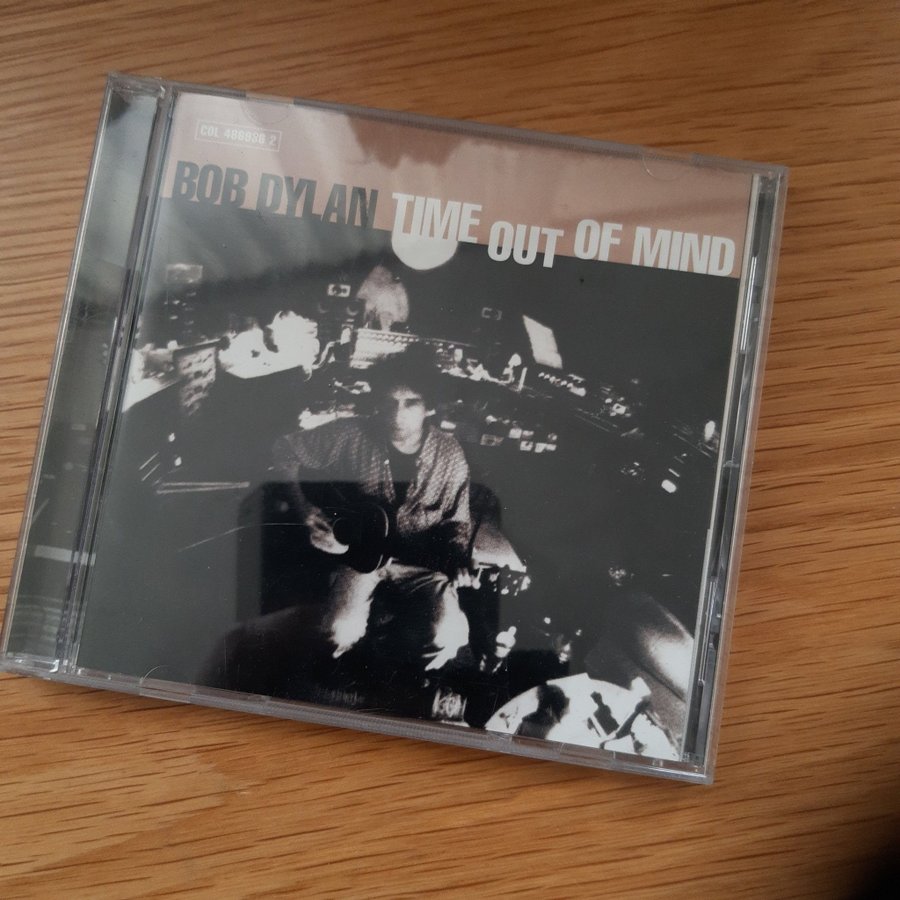 COL 486936 2
BOB DYLAN TIME OUT OF MIND